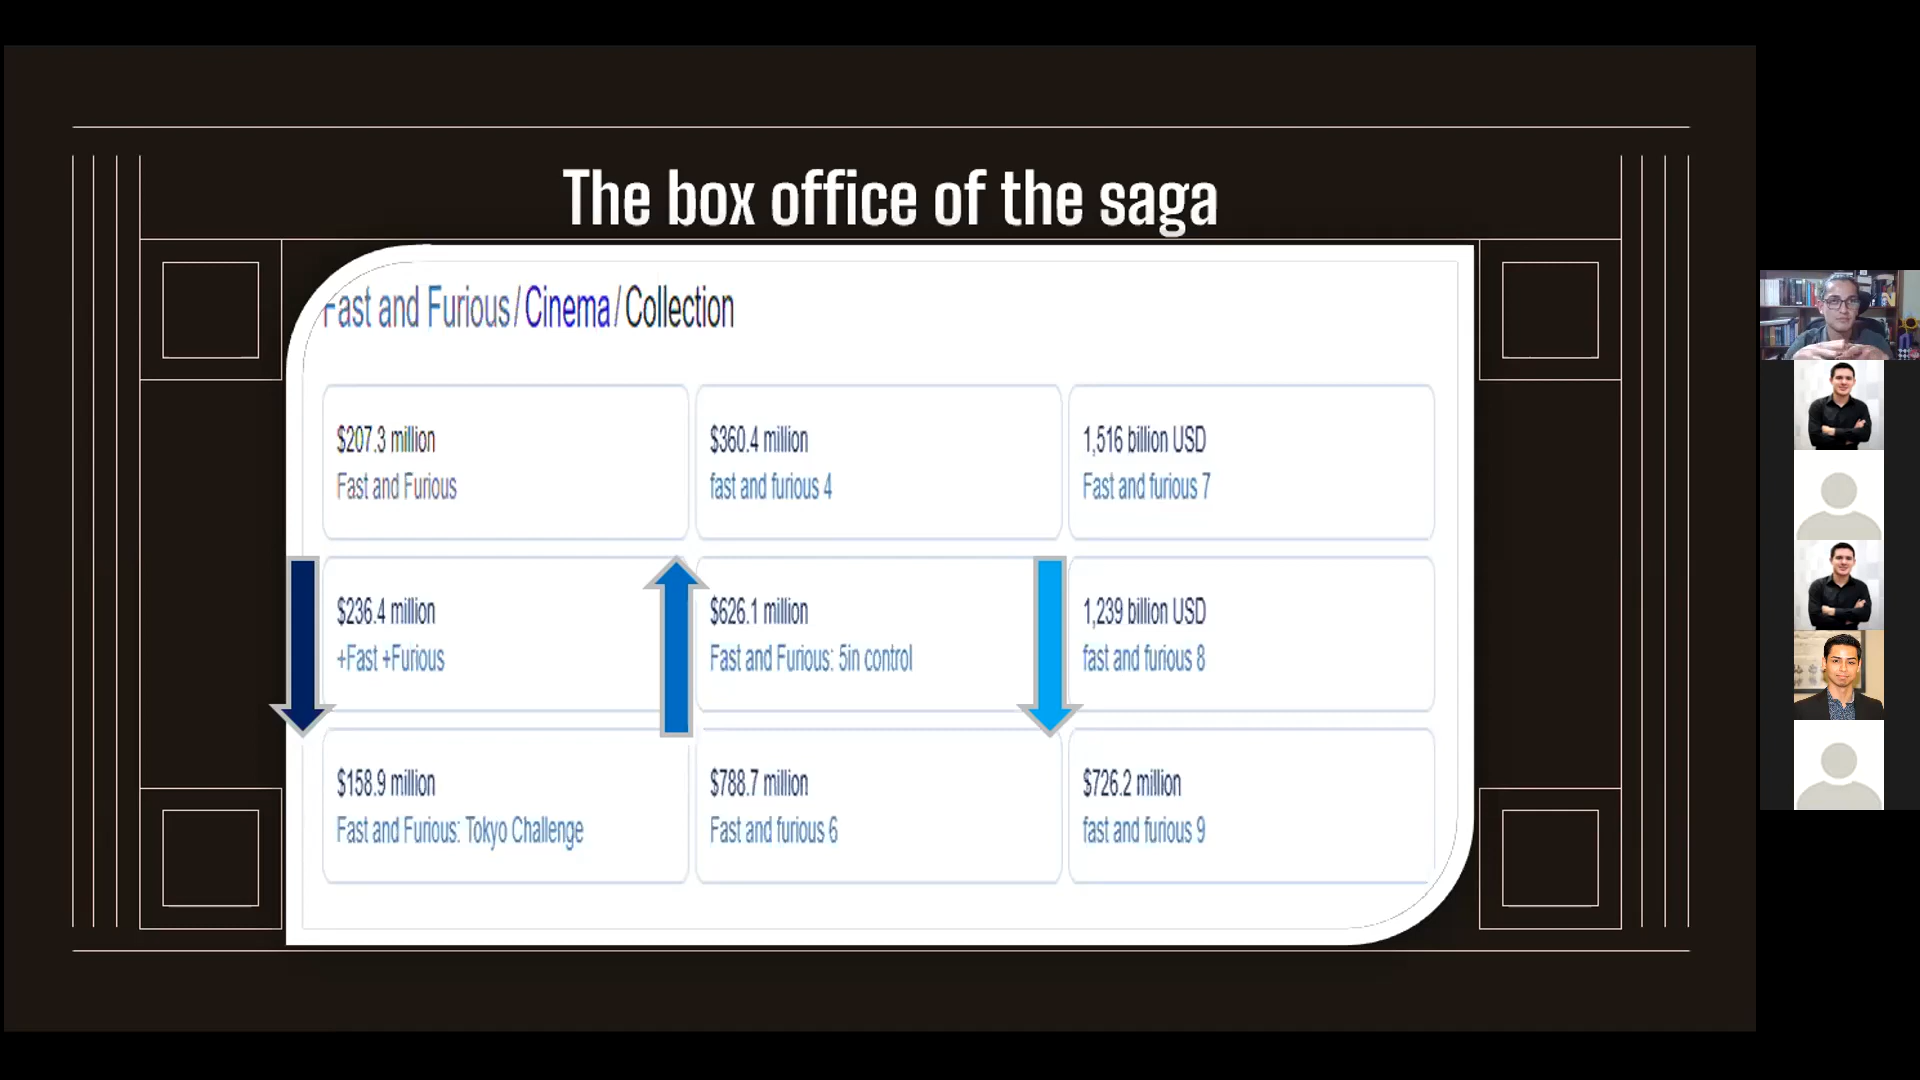 The box office of the saga
Fast and Furious / Cinema / Collection
$207.3 million
Fast and Furious
$360.4 million
fast and furious 4
1,516 billion USD
Fast and furious 7
$236.4 million
+Fast +Furious
$626.1 million
Fast and Furious: 5in control
1,239 billion USD
fast and furious 8
$158.9 million
Fast and Furious: Tokyo Challenge
$788.7 million
Fast and furious 6
$726.2 million
fast and furious 9